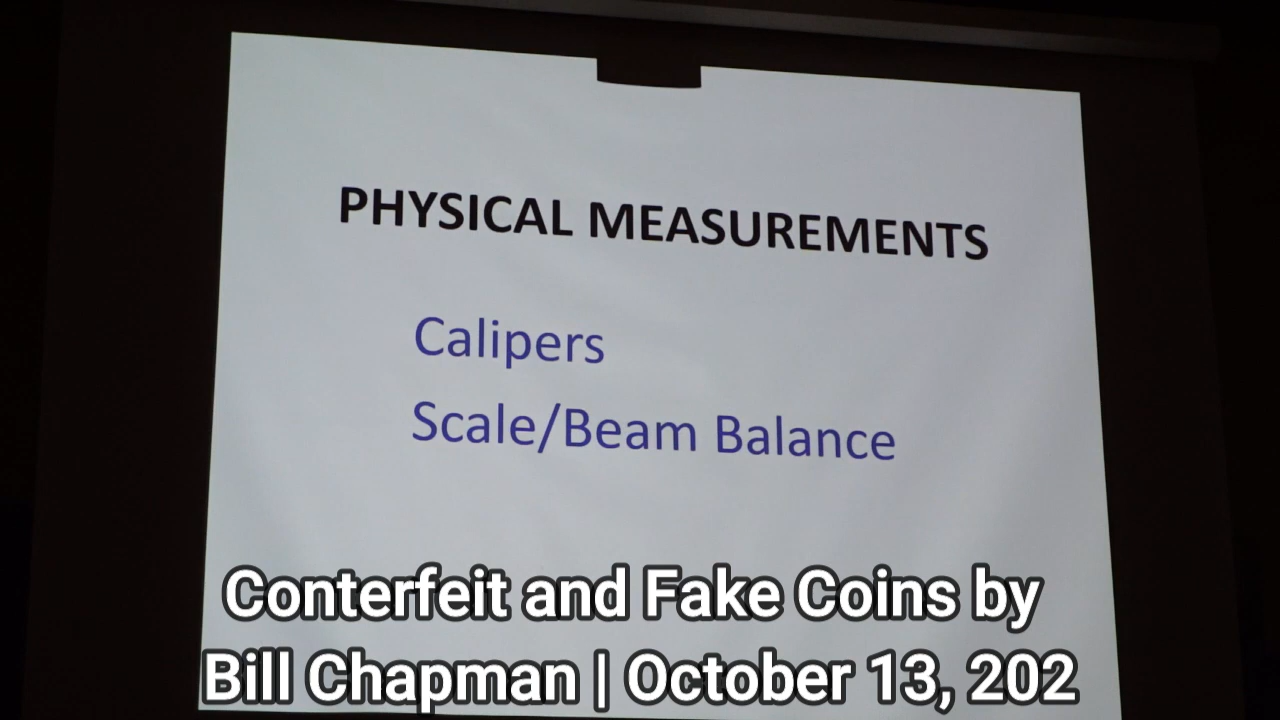 PHYSICAL MEASUREMENTS
Calipers
Scale/Beam Balance
Conterfeit and Fake Coins by
Bill Chapman | October 13, 202